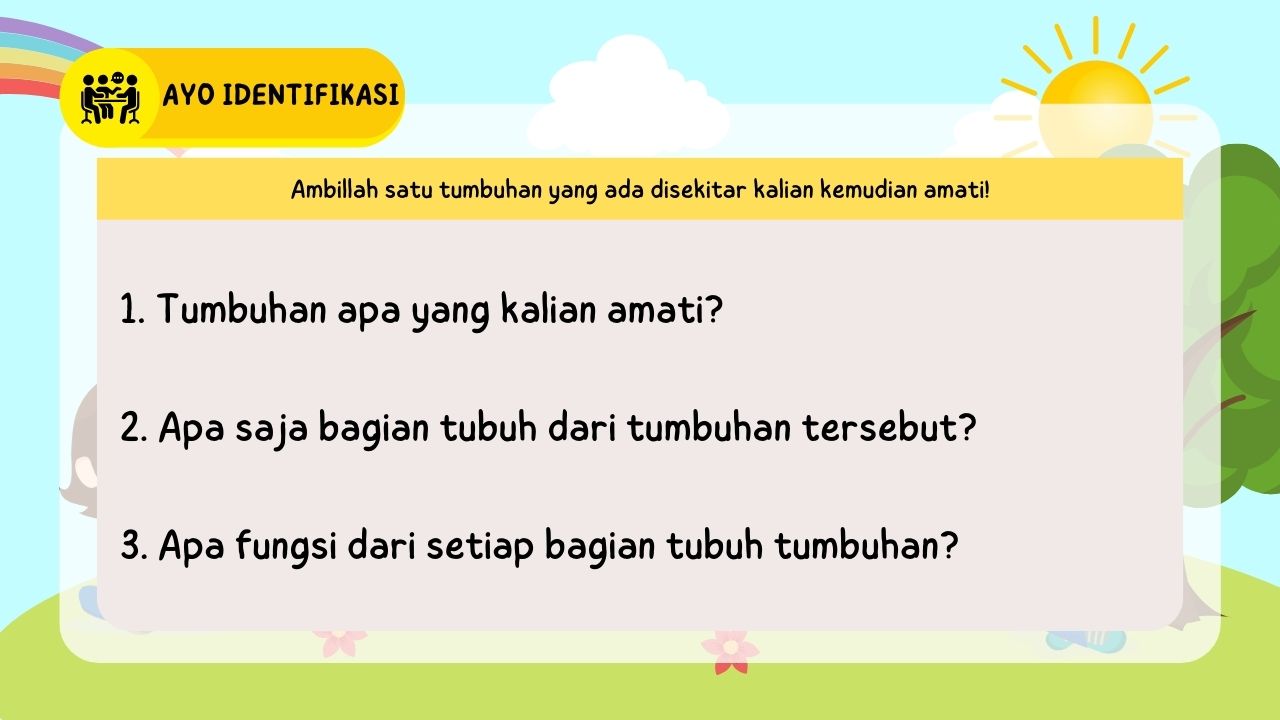 AYO IDENTIFIKASI
Ambillah satu tumbuhan yang ada disekitar kalian kemudian amati!
1. Tumbuhan apa yang kalian amati?
2. Apa saja bagian tubuh dari tumbuhan tersebut?
3. Apa fungsi dari setiap bagian tubuh tumbuhan?